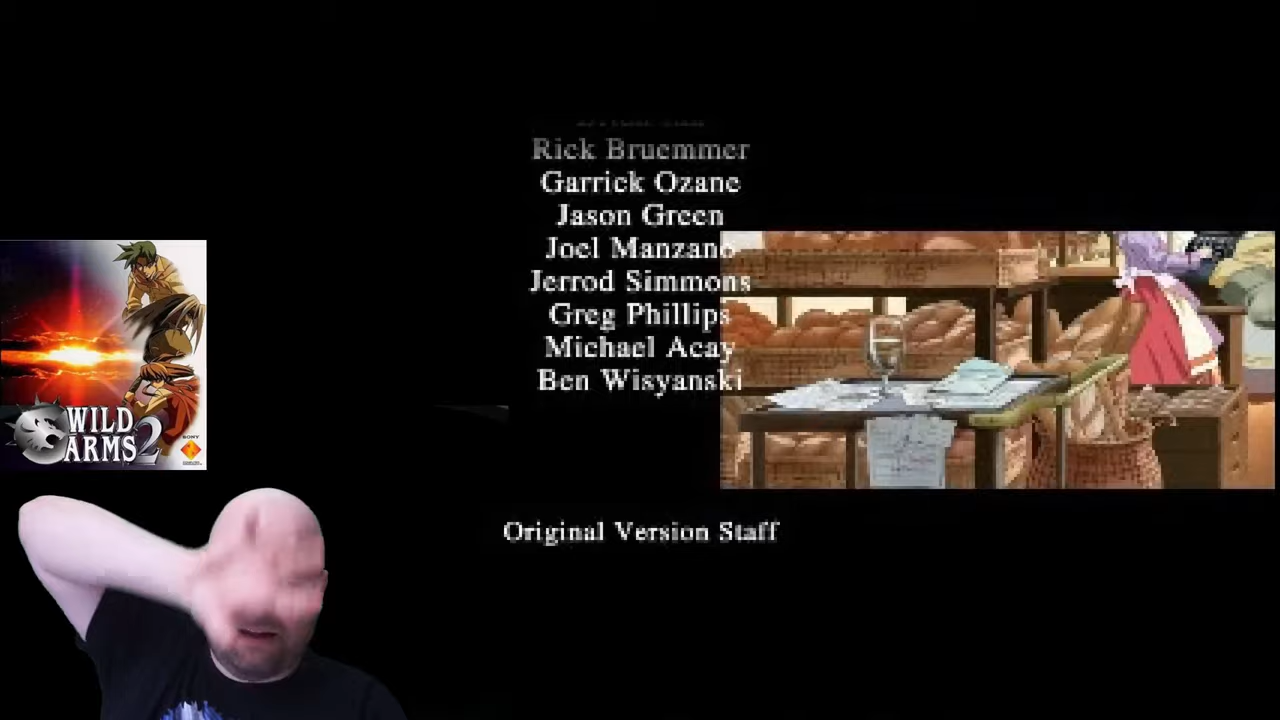 Rick Bruemmer
Garrick Ozane
Jason Green
Joel Manzano
Jerrod Simmons
Greg Phillips
Michael Acay
Ben Wisyanski
WILD
ARMS 2
SONY
Original Version Staff